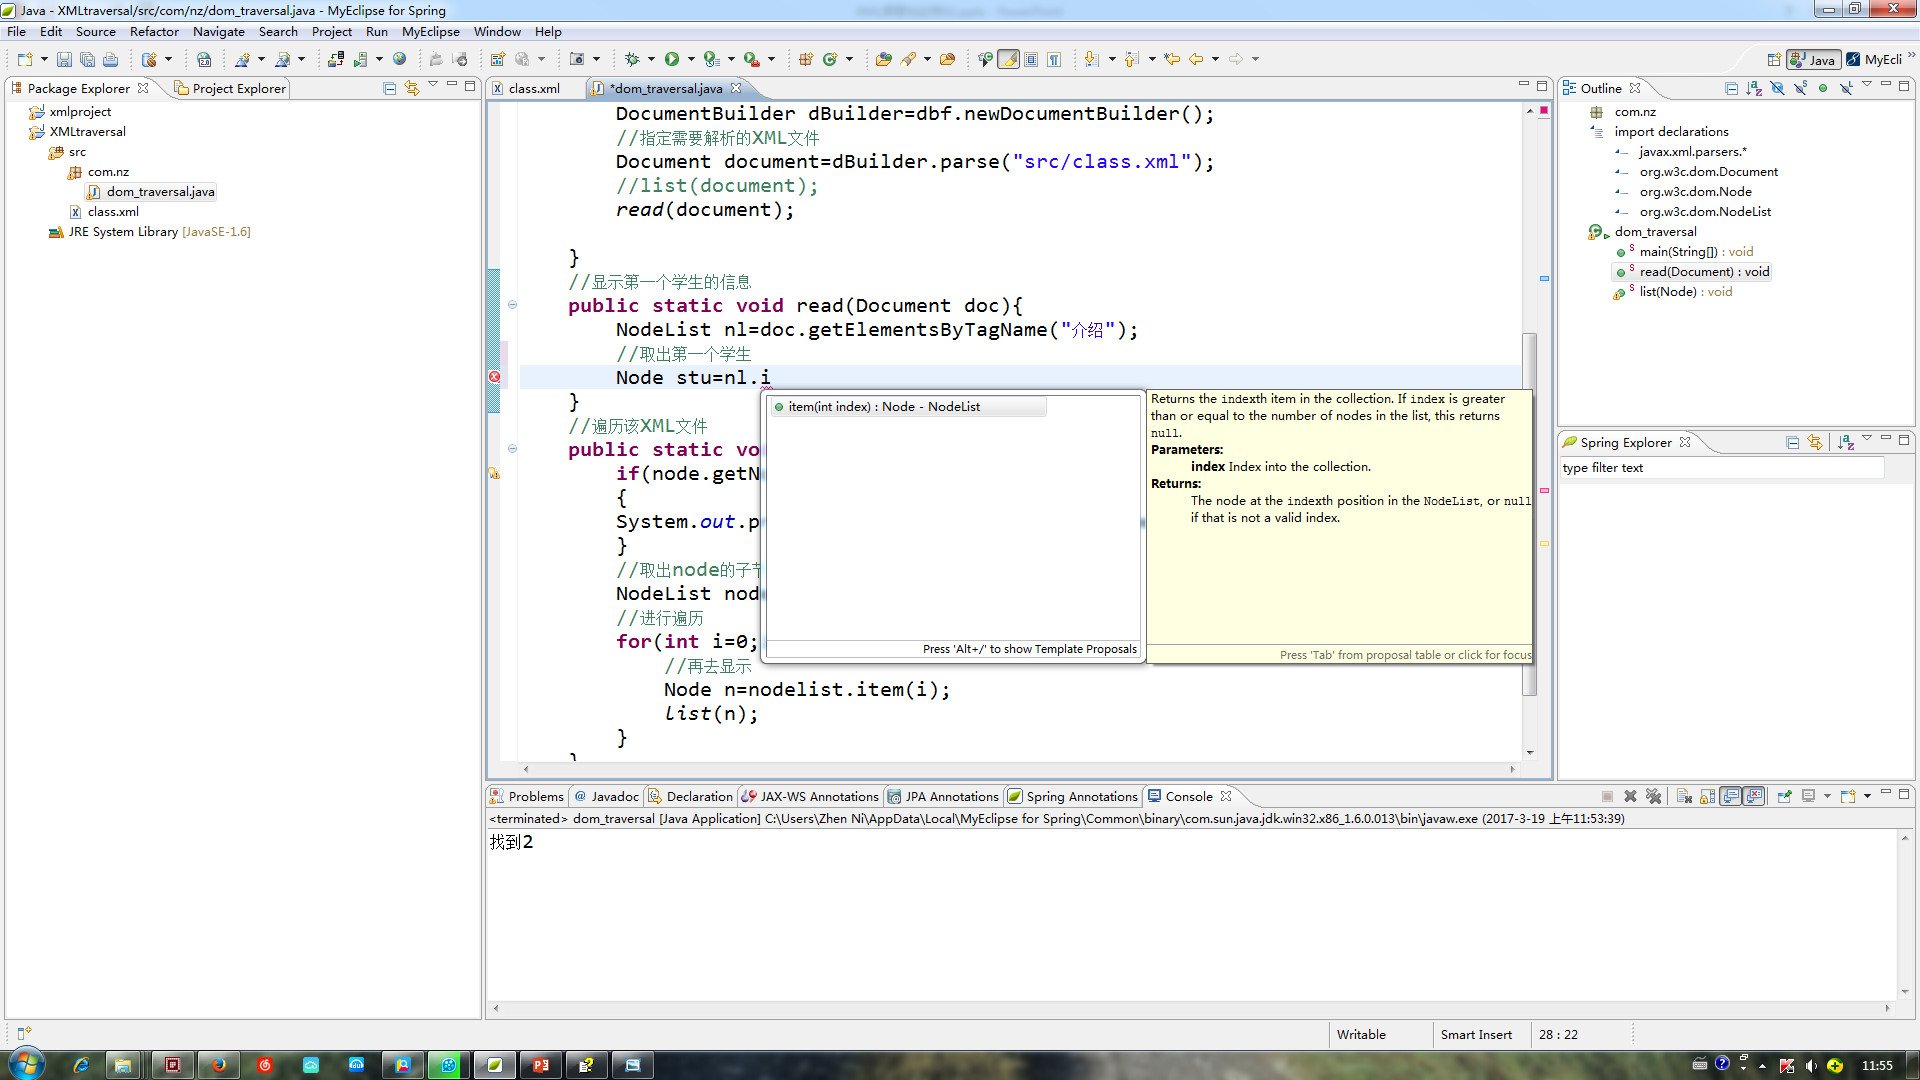 Java - XMLtraversal/src/com/nz/dom_traversal.java - MyEclipse for Spring
File Edit Source Refactor Navigate Search Project Run MyEclipse Window Help
Java MyEcli
Package Explorer Project Explorer
xmlproject
XMLtraversal
src
com.nz
dom_traversal.java
class.xml
JRE System Library [JavaSE-1.6]
class.xml *dom_traversal.java
DocumentBuilder dBuilder=dbf.newDocumentBuilder();
//指定需要解析的XML文件
Document document=dBuilder.parse("src/class.xml");
//list(document);
read(document);
}
//显示第一个学生的信息
public static void read(Document doc){
NodeList nl=doc.getElementsByTagName("介绍");
//取出第一个学生
Node stu=nl.i
}
//遍历该XML文件
public static vo
if(node.getN
{
System.out.p
}
//取出node的子节
NodeList nod
//进行遍历
for(int i=0;
//再去显示
Node n=nodelist.item(i);
list(n);
}
}
item(int index) : Node - NodeList
Press 'Alt+/' to show Template Proposals
Returns the indexth item in the collection. If index is greater
than or equal to the number of nodes in the list, this returns
null.
Parameters:
index Index into the collection.
Returns:
The node at the indexth position in the NodeList, or null
if that is not a valid index.
Press 'Tab' from proposal table or click for focus
Outline
com.nz
import declarations
javax.xml.parsers.*
org.w3c.dom.Document
org.w3c.dom.Node
org.w3c.dom.NodeList
dom_traversal
main(String[]) : void
read(Document) : void
list(Node) : void
Spring Explorer
type filter text
Problems Javadoc Declaration JAX-WS Annotations JPA Annotations Spring Annotations Console
<terminated> dom_traversal [Java Application] C:\Users\Zhen Ni\AppData\Local\MyEclipse for Spring\Common\binary\com.sun.java.jdk.win32.x86_1.6.0.013\bin\javaw.exe (2017-3-19 上午11:53:39)
找到2
Writable Smart Insert 28 : 22
11:55